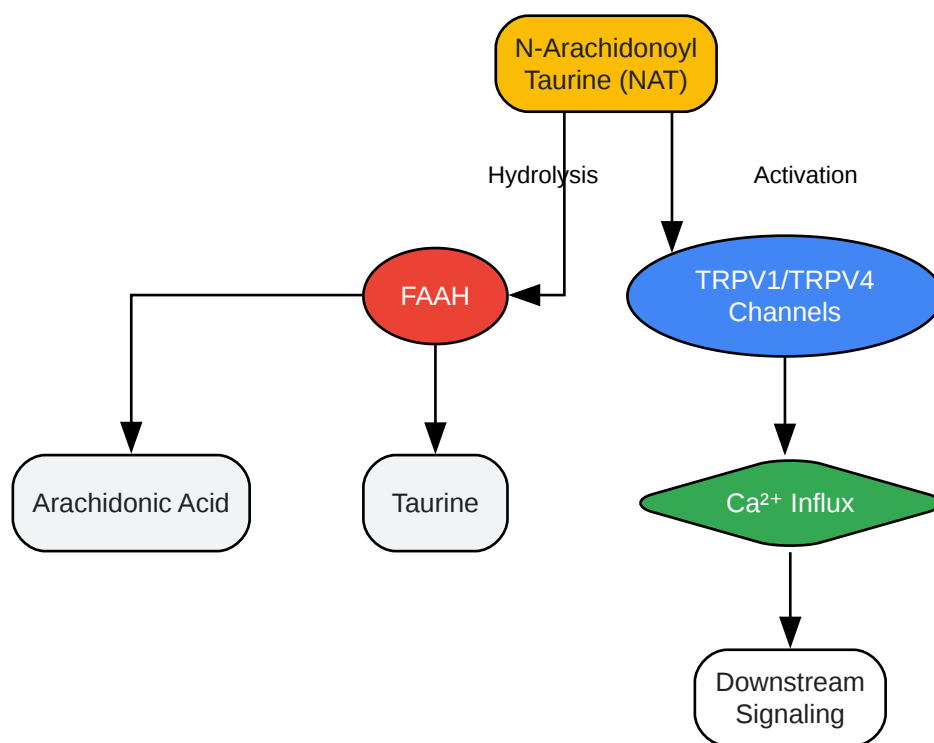 N-Arachidonoyl
Taurine (NAT)
Hydrolysis
Activation
FAAH
TRPV1/TRPV4
Channels
Arachidonic Acid
Taurine
Ca²⁺ Influx
Downstream
Signaling